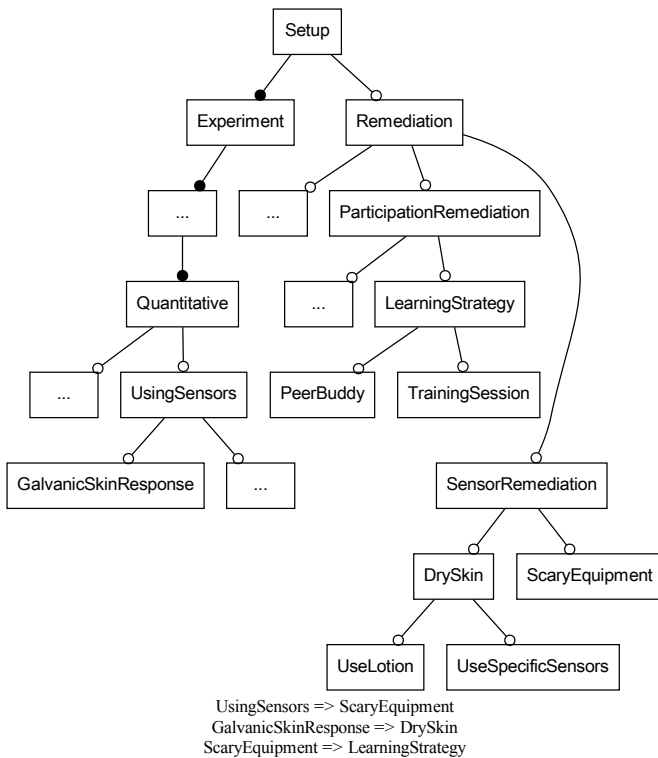 Setup
Experiment
Remediation
...
...
ParticipationRemediation
Quantitative
...
LearningStrategy
...
UsingSensors
PeerBuddy
TrainingSession
GalvanicSkinResponse
...
SensorRemediation
DrySkin
ScaryEquipment
UseLotion
UseSpecificSensors
UsingSensors => ScaryEquipment
GalvanicSkinResponse => DrySkin
ScaryEquipment => LearningStrategy